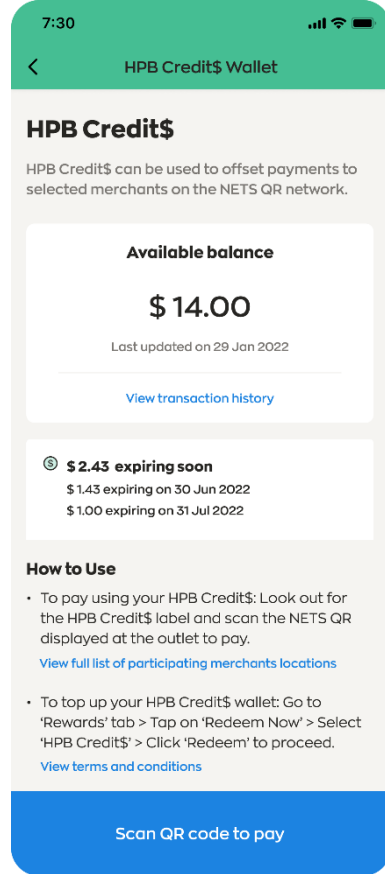 7:30
HPB Credit$ Wallet
HPB Credit$
HPB Credit$ can be used to offset payments to
selected merchants on the NETS QR network.
Available balance
$ 14.00
Last updated on 29 Jan 2022
View transaction history
$ 2.43 expiring soon
$ 1.43 expiring on 30 Jun 2022
$ 1.00 expiring on 31 Jul 2022
How to Use
• To pay using your HPB Credit$: Look out for
the HPB Credit$ label and scan the NETS QR
displayed at the outlet to pay.
View full list of participating merchants locations
• To top up your HPB Credit$ wallet: Go to
‘Rewards’ tab > Tap on ‘Redeem Now’ > Select
‘HPB Credit$’ > Click ‘Redeem’ to proceed.
View terms and conditions
Scan QR code to pay